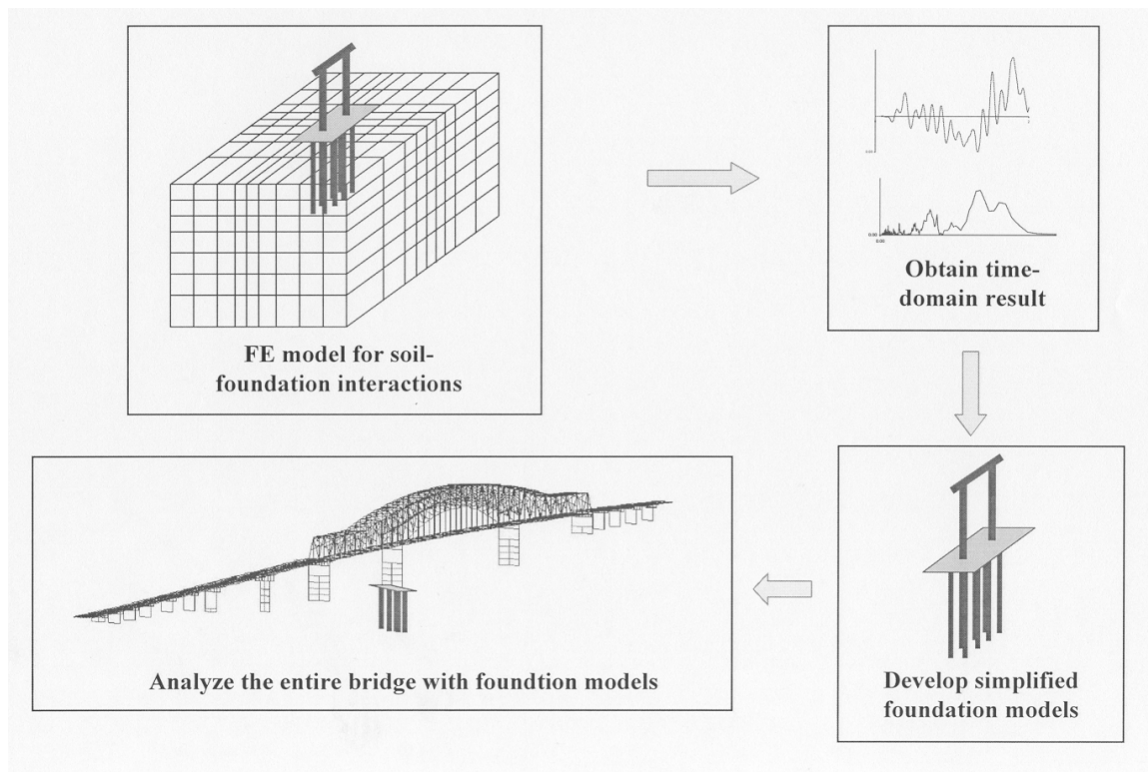 FE model for soil-
foundation interactions
Obtain time-
domain result
Develop simplified
foundation models
Analyze the entire bridge with foundtion models